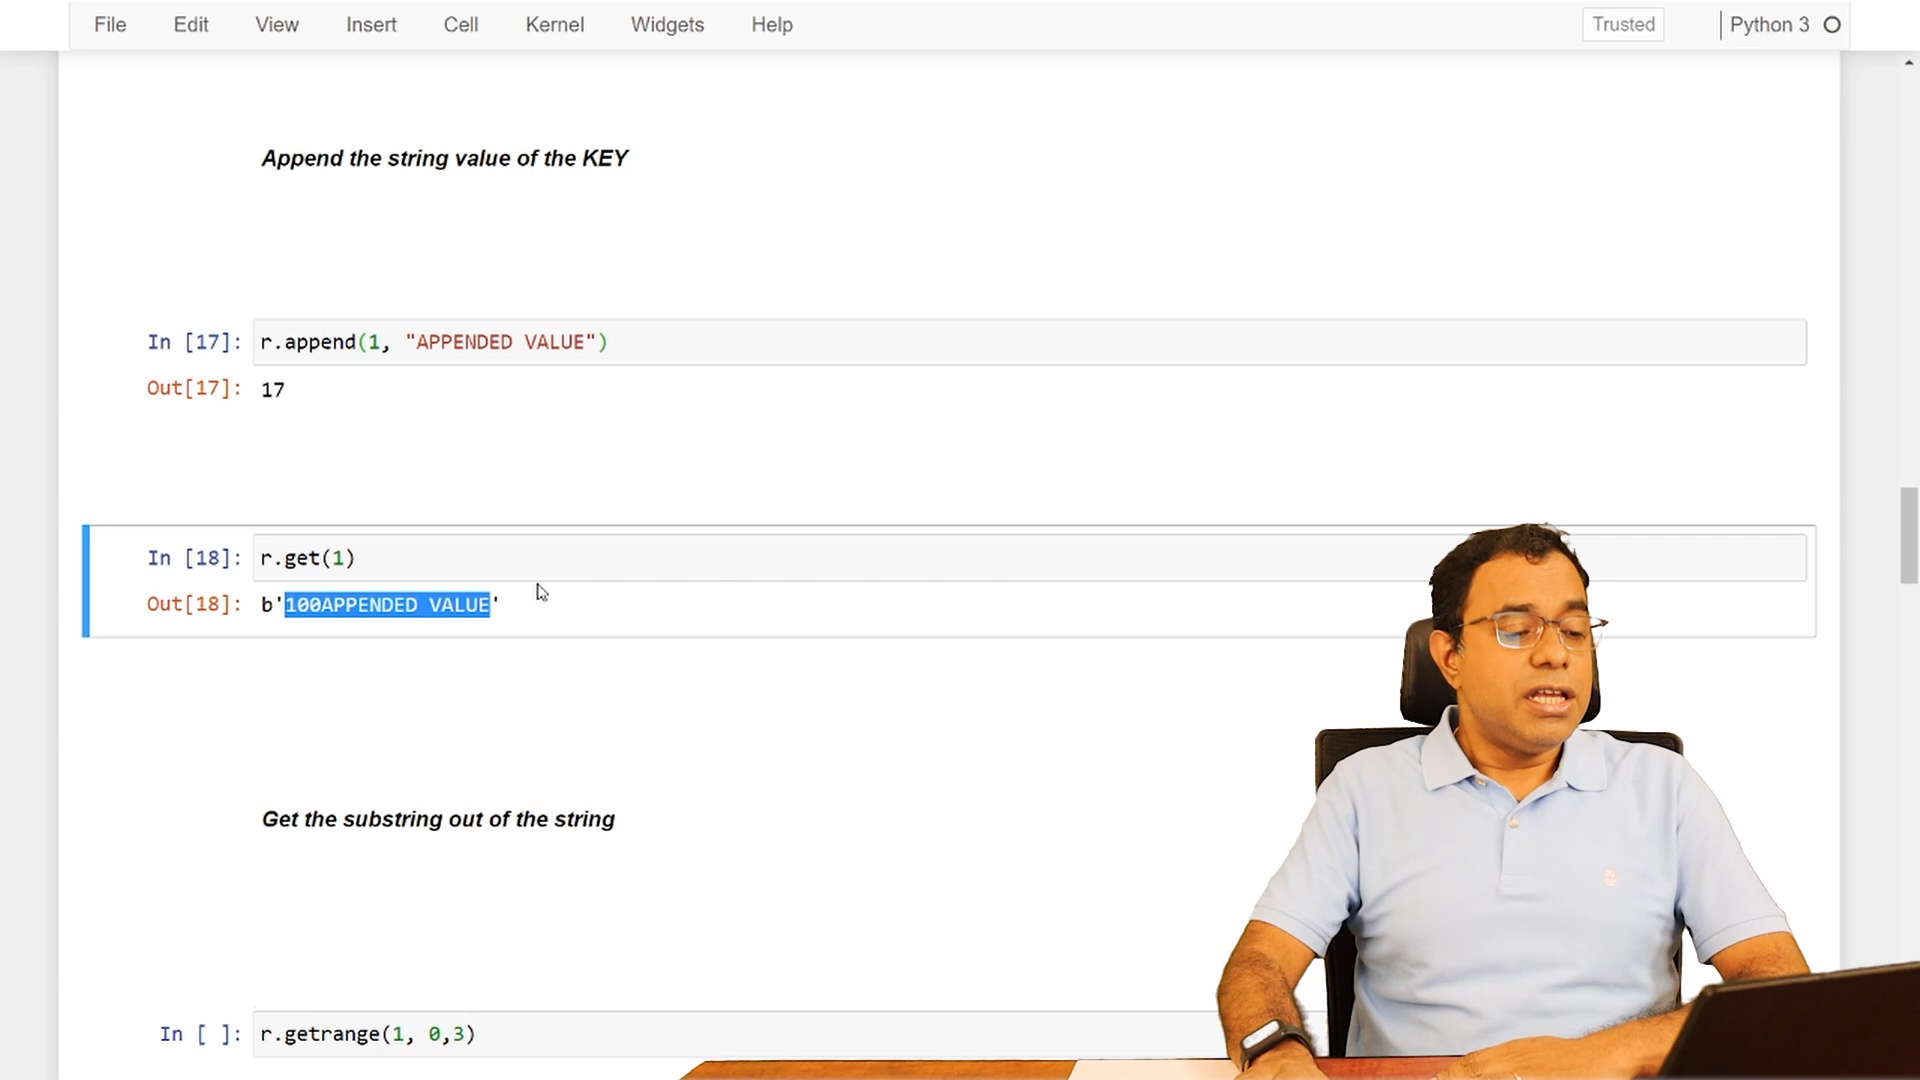 File Edit View Insert Cell Kernel Widgets Help Trusted Python 3
Append the string value of the KEY
In [17]: r.append(1, "APPENDED VALUE")
Out[17]: 17
In [18]: r.get(1)
Out[18]: b'100APPENDED VALUE'
Get the substring out of the string
In [ ]: r.getrange(1, 0,3)